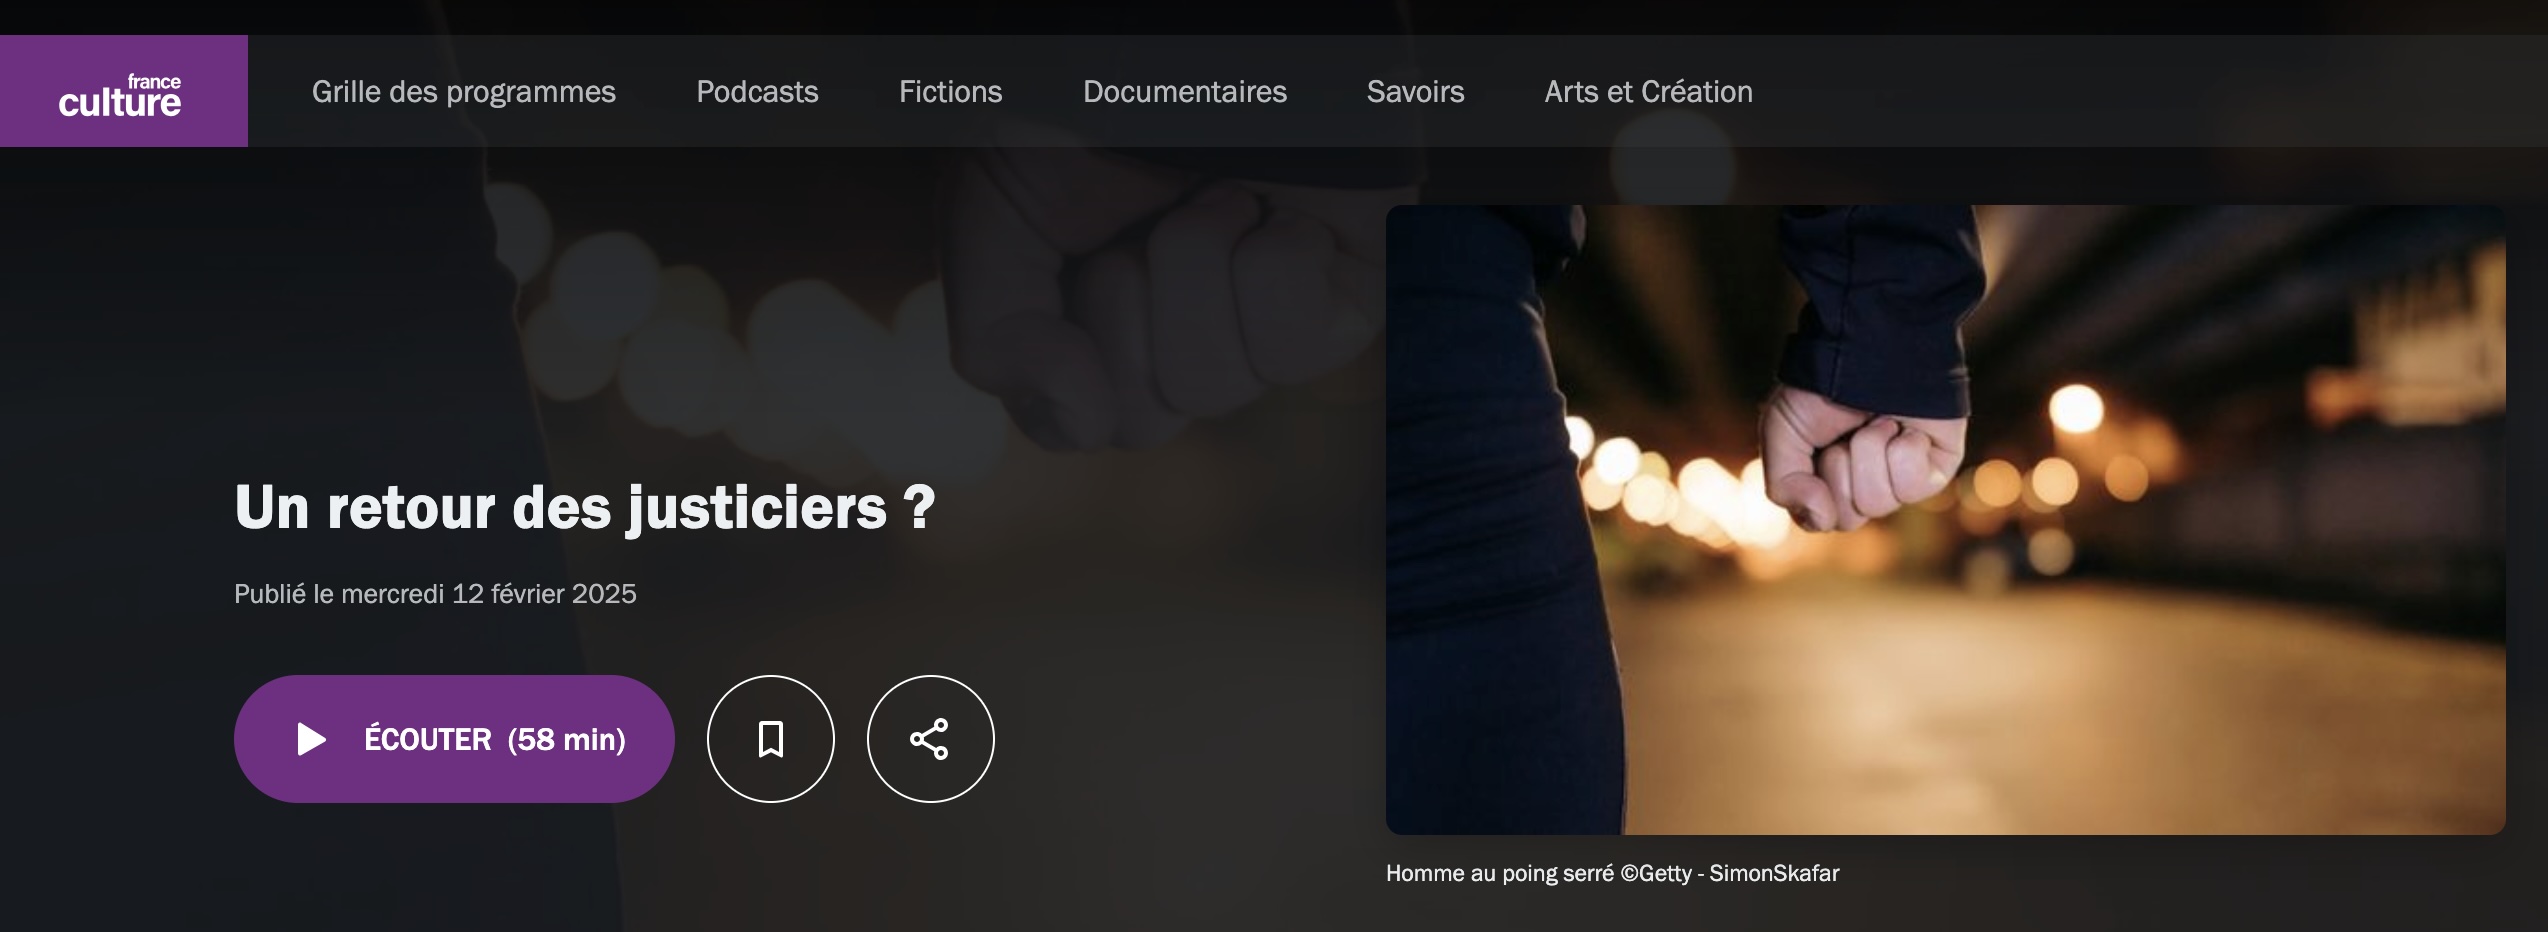 france
culture
Grille des programmes
Podcasts
Fictions
Documentaires
Savoirs
Arts et Création
Un retour des justiciers ?
Publié le mercredi 12 février 2025
ÉCOUTER (58 min)
Homme au poing serré ©Getty - SimonSkafar